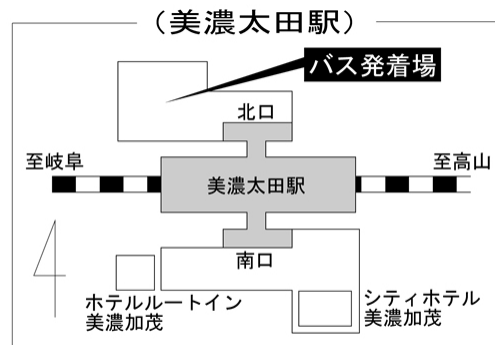 （美濃太田駅）
バス発着場
北口
至岐阜
至高山
美濃太田駅
南口
ホテルルートイン
美濃加茂
シティホテル
美濃加茂